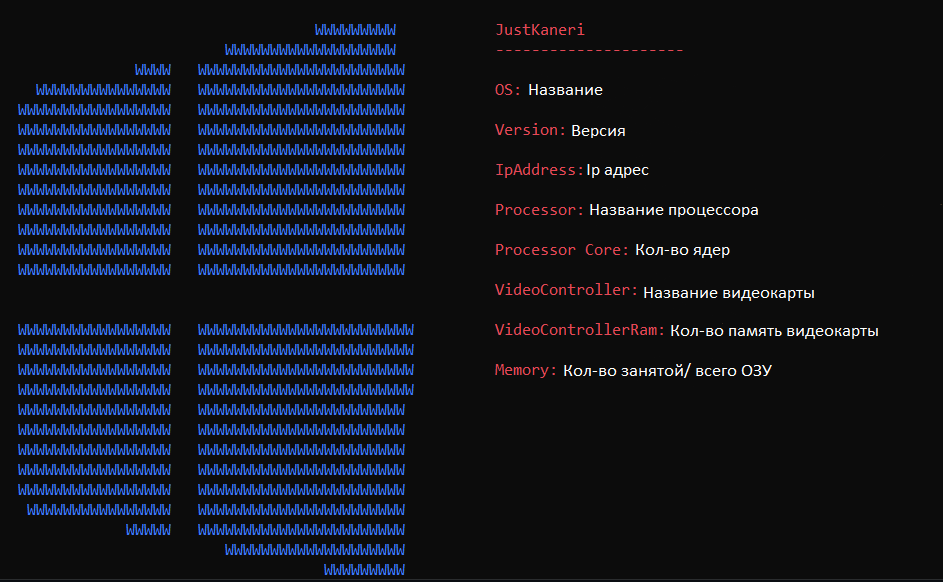 JustKaneri
---------------------
OS: Название
Version: Версия
IpAddress: Ip адрес
Processor: Название процессора
Processor Core: Кол-во ядер
VideoController: Название видеокарты
VideoControllerRam: Кол-во память видеокарты
Memory: Кол-во занятой/ всего ОЗУ